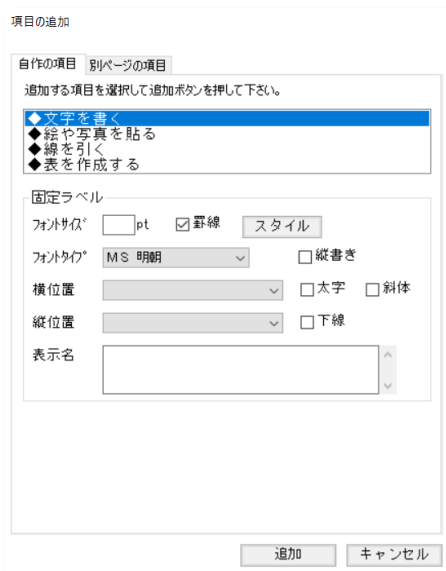 項目の追加
自作の項目 別ページの項目
追加する項目を選択して追加ボタンを押して下さい。
◆文字を書く
◆絵や写真を貼る
◆線を引く
◆表を作成する
固定ラベル
ﾌｫﾝﾄｻｲｽﾞ pt 罫線 スタイル
ﾌｫﾝﾄﾀｲﾌﾟ ＭＳ 明朝 縦書き
横位置 太字 斜体
縦位置 下線
表示名
追加 キャンセル